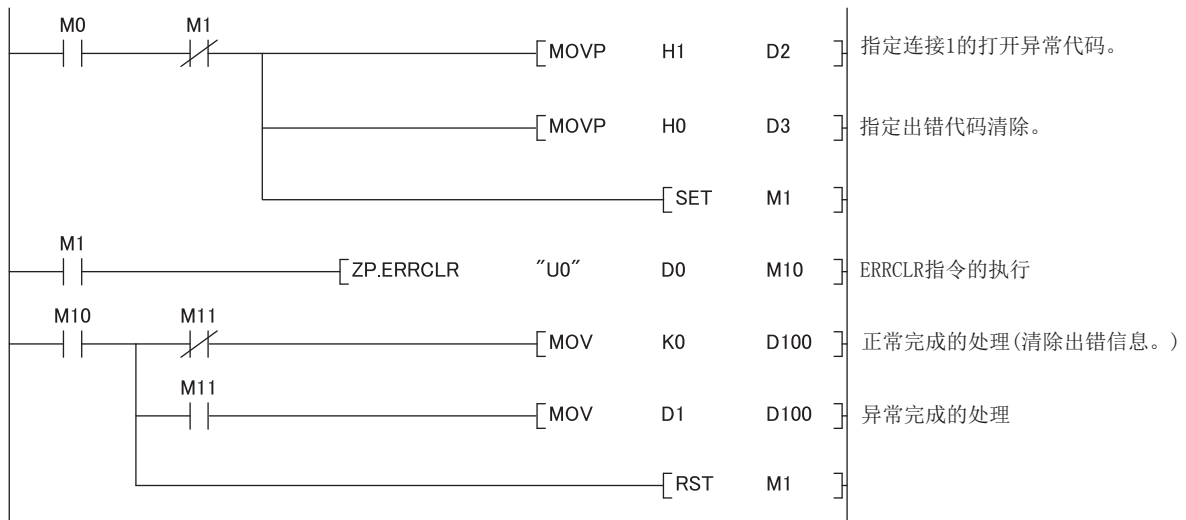 M0 M1
[MOVP H1 D2] 指定连接1的打开异常代码。
[MOVP H0 D3] 指定出错代码清除。
[SET M1]
M1
[ZP.ERRCLR "U0" D0 M10] ERRCLR指令的执行
M10 M11
[MOV K0 D100] 正常完成的处理(清除出错信息。)
M11
[MOV D1 D100] 异常完成的处理
[RST M1]